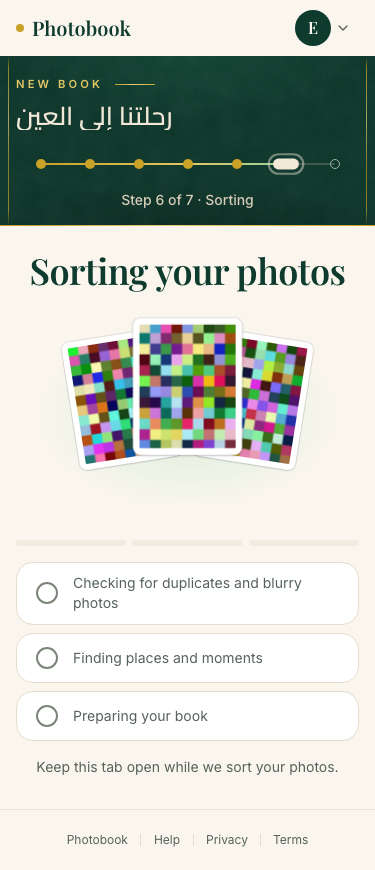 Photobook
E
NEW BOOK
رحلتنا إلى العين
Step 6 of 7 · Sorting
Sorting your photos
Checking for duplicates and blurry
photos
Finding places and moments
Preparing your book
Keep this tab open while we sort your photos.
Photobook Help Privacy Terms